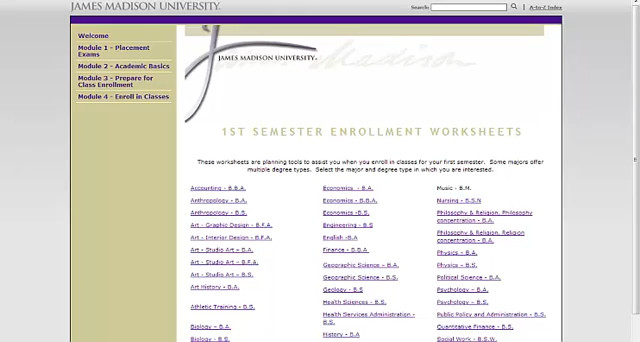 JAMES MADISON UNIVERSITY.
Search:
| A-to-Z Index
Welcome
Module 1 - Placement
Exams
Module 2 - Academic Basics
Module 3 - Prepare for
Class Enrollment
Module 4 - Enroll in Classes
JAMES MADISON UNIVERSITY.
Madison
1ST SEMESTER ENROLLMENT WORKSHEETS
These worksheets are planning tools to assist you when you enroll in classes for your first semester. Some majors offer
multiple degree types. Select the major and degree type in which you are interested.
Accounting - B.B.A.
Anthropology - B.A.
Anthropology - B.S.
Art - Graphic Design - B.F.A.
Art - Interior Design - B.F.A.
Art - Studio Art - B.A.
Art - Studio Art - B.F.A.
Art - Studio Art - B.S.
Art History - B.A.
Athletic Training - B.S.
Biology - B.A.
Biology - B.S.
Economics - B.A.
Economics - B.B.A.
Economics -B.S.
Engineering - B.S
English -B.A
Finance - B.B.A.
Geographic Science - B.A.
Geographic Science - B.S.
Geology - B.S
Health Sciences - B.S.
Health Services Administration -
B.S.
History - B.A
Music - B.M.
Nursing - B.S.N
Philosophy & Religion, Philosophy
concentration - B.A.
Philosophy & Religion, Religion
concentration - B.A.
Physics - B.A.
Physics - B.S.
Political Science - B.A.
Psychology - B.A.
Psychology - B.S.
Public Policy and Administration - B.S.
Quantitative Finance - B.S.
Social Work - B.S.W.